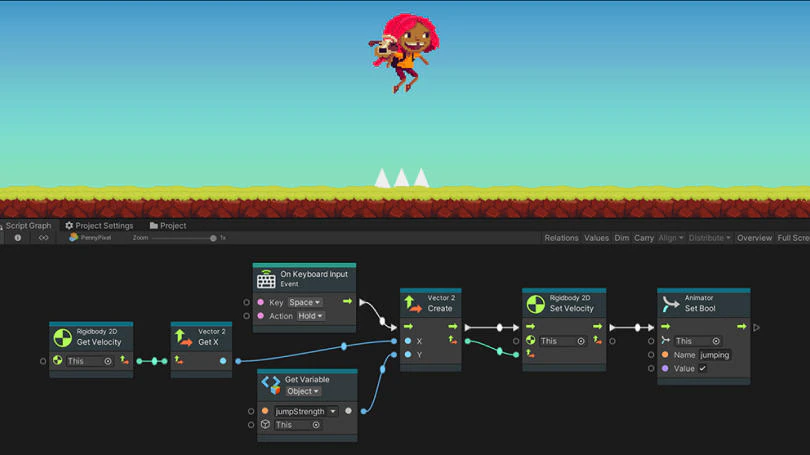 Script Graph Project Settings Project
PennyPixel Zoom 1x Relations Values Dim Carry Align Distribute Overview Full Scre
On Keyboard Input
Event
Key Space
Action Hold
Rigidbody 2D
Get Velocity
This
Vector 2
Get X
Get Variable
Object
jumpStrength
This
Vector 2
Create
X
Y
Rigidbody 2D
Set Velocity
This
Animator
Set Bool
This
Name jumping
Value